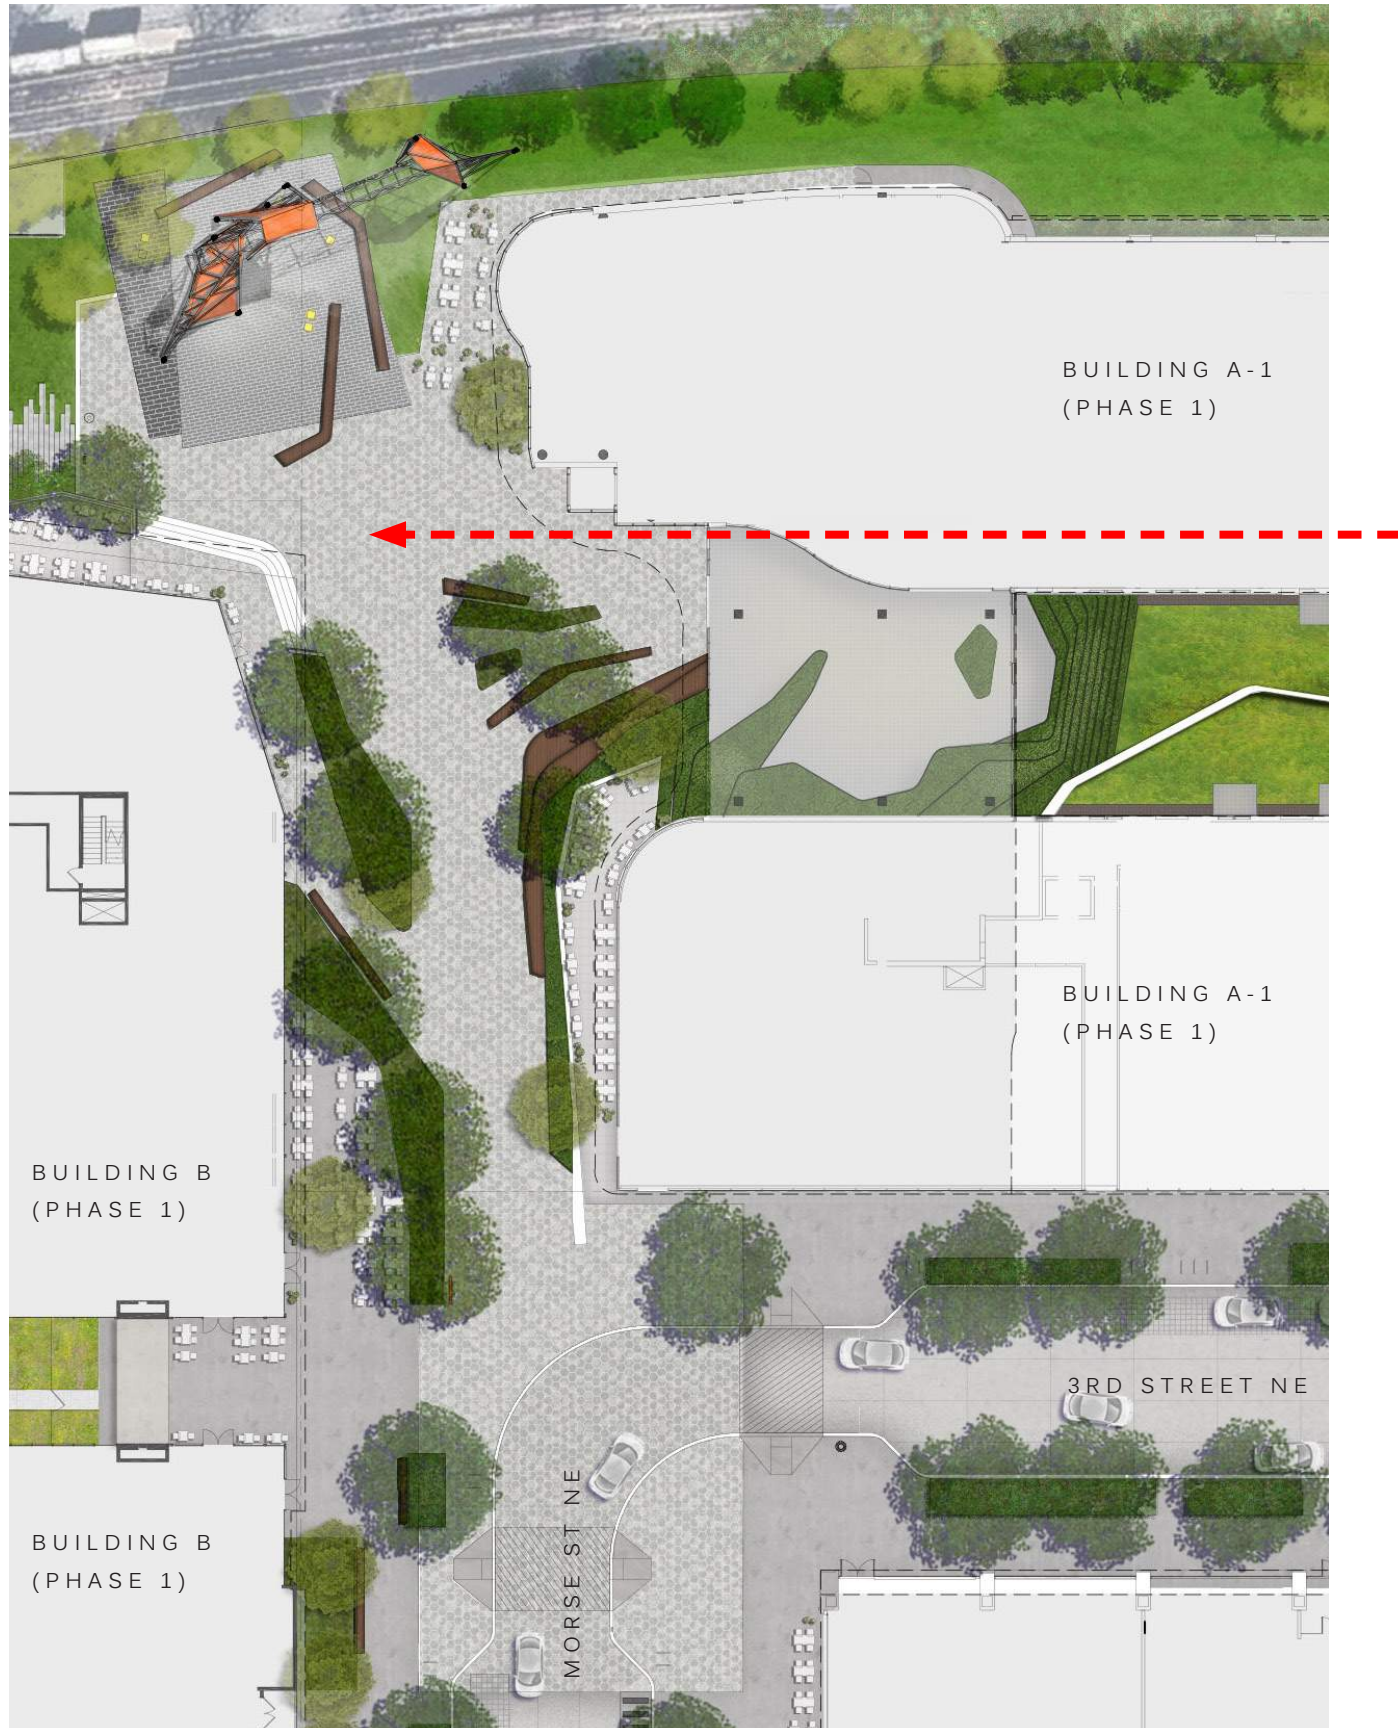 BUILDING A-1
(PHASE 1)
BUILDING A-1
(PHASE 1)
BUILDING B
(PHASE 1)
3RD STREET NE
MORSE ST NE
BUILDING B
(PHASE 1)